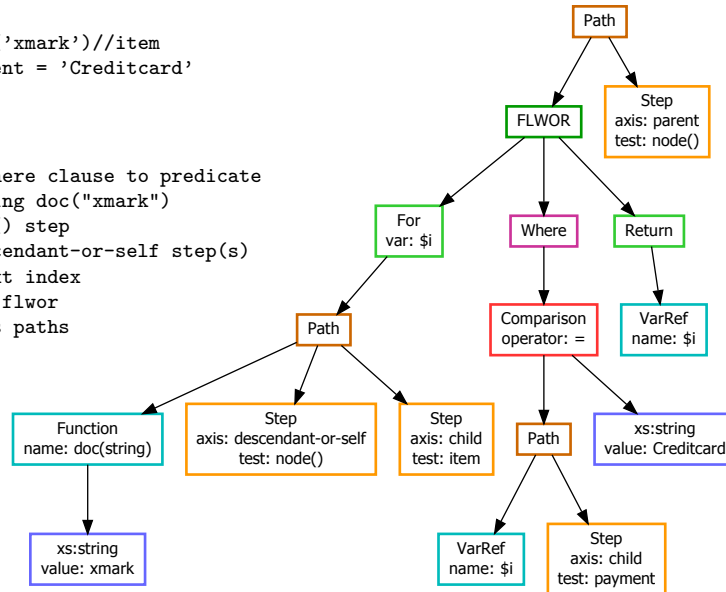 ’xmark’)//item
ent = ’Creditcard’
here clause to predicate
ng doc("xmark")
) step
cendant-or-self step(s)
xt index
flwor
s paths
Path
Step
axis: parent
test: node()
FLWOR
For
var: $i
Where
Return
Path
Comparison
operator: =
VarRef
name: $i
Function
name: doc(string)
Step
axis: descendant-or-self
test: node()
Step
axis: child
test: item
Path
xs:string
value: Creditcard
xs:string
value: xmark
VarRef
name: $i
Step
axis: child
test: payment